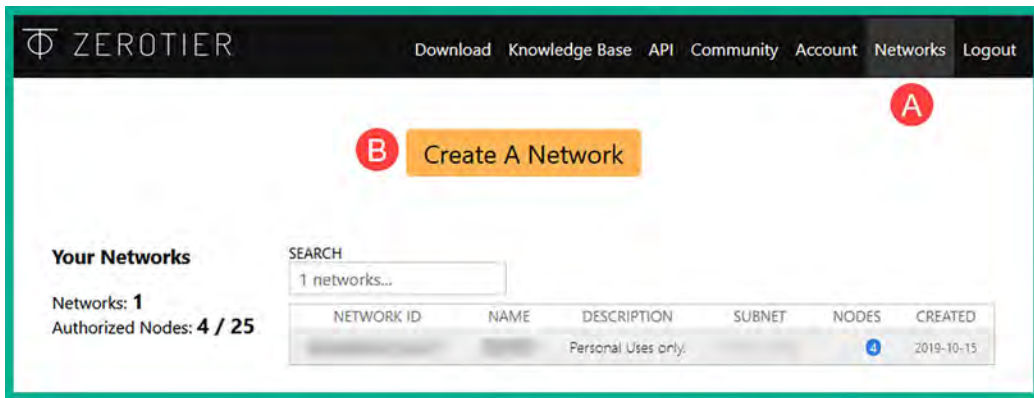 ZEROTIER Download Knowledge Base API Community Account Networks Logout
A
B Create A Network
Your Networks
Networks: 1
Authorized Nodes: 4 / 25
SEARCH
1 networks...
NETWORK ID NAME DESCRIPTION SUBNET NODES CREATED
Personal Uses only. 4 2019-10-15